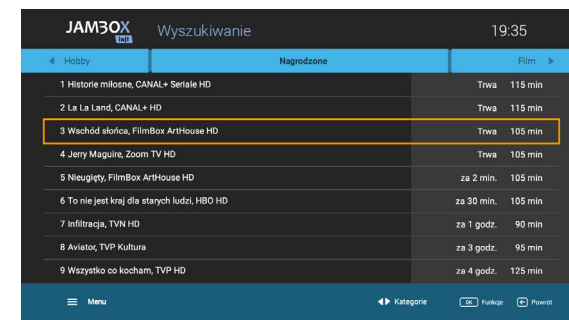 JAMBOX fajt Wyszukiwanie 19:35
Hobby Nagrodzone Film
1 Historie miłosne, CANAL+ Seriale HD Trwa 115 min
2 La La Land, CANAL+ HD Trwa 115 min
3 Wschód słońca, FilmBox ArtHouse HD Trwa 105 min
4 Jerry Maguire, Zoom TV HD Trwa 105 min
5 Nieugięty, FilmBox ArtHouse HD za 2 min. 105 min
6 To nie jest kraj dla starych ludzi, HBO HD za 30 min. 105 min
7 Infiltracja, TVN HD za 1 godz. 90 min
8 Aviator, TVP Kultura za 3 godz. 95 min
9 Wszystko co kocham, TVP HD za 4 godz. 125 min
Menu Kategorie OK Funkcje Powrót